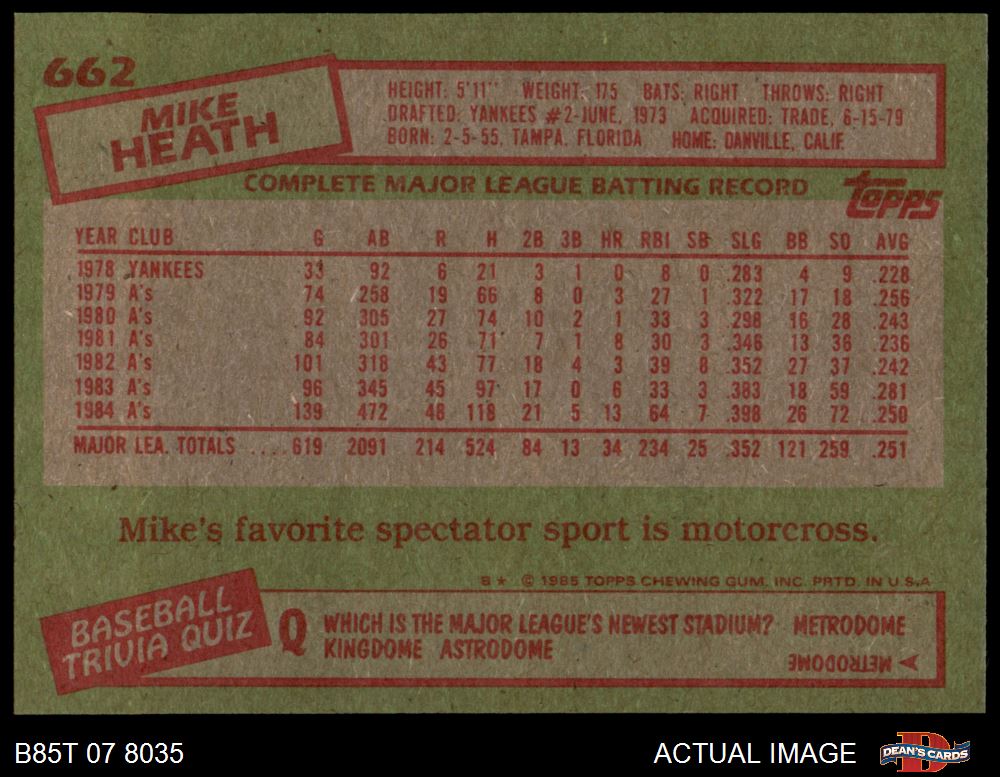 662
MIKE
HEATH
HEIGHT: 5'11" WEIGHT: 175 BATS: RIGHT THROWS: RIGHT
DRAFTED: YANKEES #2-JUNE, 1973 ACQUIRED: TRADE, 6-15-79
BORN: 2-5-55, TAMPA, FLORIDA HOME: DANVILLE, CALIF.
COMPLETE MAJOR LEAGUE BATTING RECORD
TOPPS
YEAR CLUB G AB R H 2B 3B HR RBI SB SLG BB SO AVG
1978 YANKEES 33 92 6 21 3 1 0 8 0 .283 4 9 .228
1979 A's 74 258 19 66 8 0 3 27 1 .322 17 18 .256
1980 A's 92 305 27 74 10 2 1 33 3 .298 16 28 .243
1981 A's 84 301 26 71 7 1 8 30 3 .346 13 36 .236
1982 A's 101 318 43 77 18 4 3 39 8 .352 27 37 .242
1983 A's 96 345 45 97 17 0 6 33 3 .383 18 59 .281
1984 A's 139 472 48 118 21 5 13 64 7 .398 26 72 .250
MAJOR LEA. TOTALS ....619 2091 214 524 84 13 34 234 25 .352 121 259 .251
Mike's favorite spectator sport is motorcross.
B★ © 1985 TOPPS CHEWING GUM, INC. PRTD. IN U.S.A.
BASEBALL
TRIVIA QUIZ
Q WHICH IS THE MAJOR LEAGUE'S NEWEST STADIUM? METRODOME
KINGDOME ASTRODOME
A METRODOME
B85T 07 8035
ACTUAL IMAGE
D
DEAN'S CARDS